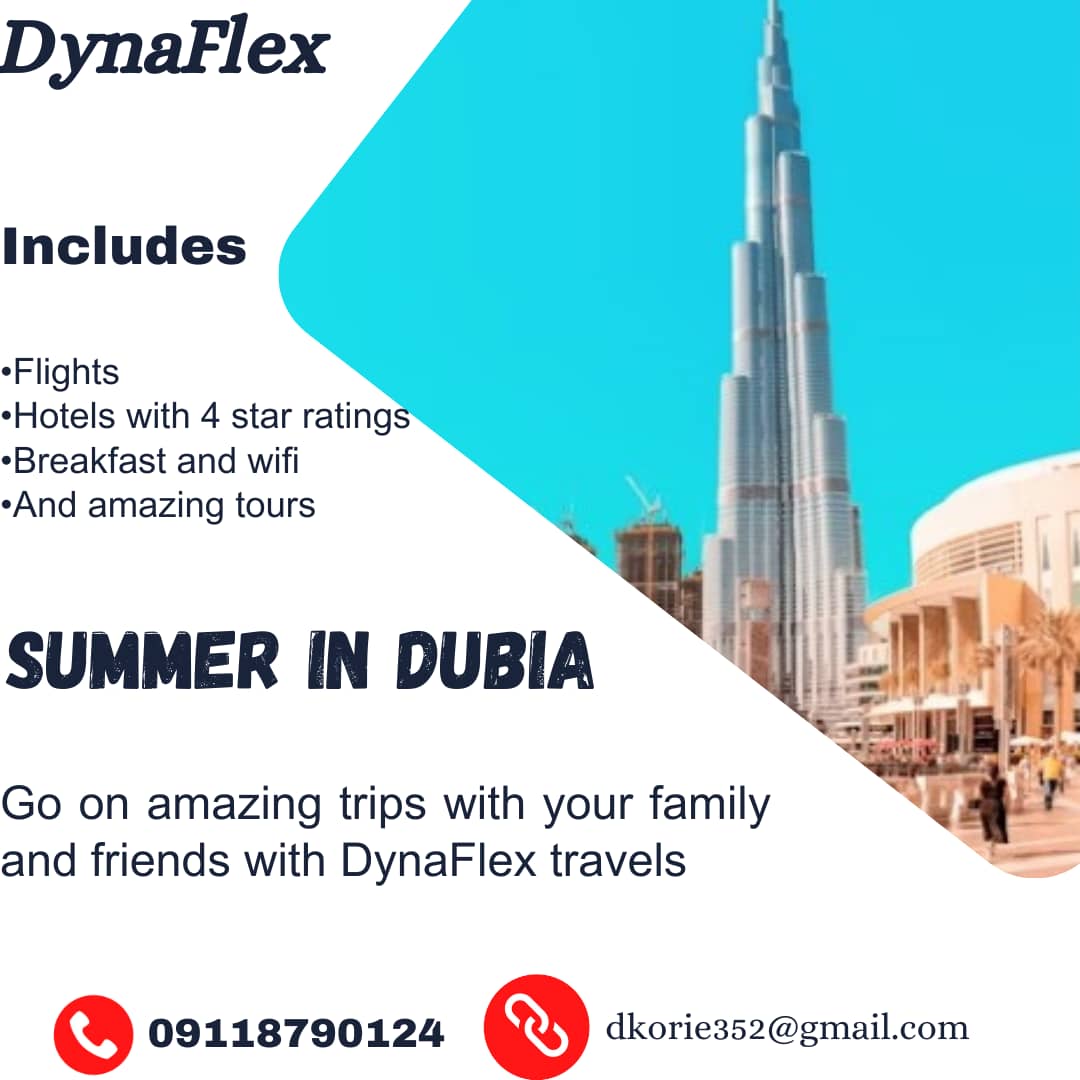 DynaFlex
Includes
•Flights
•Hotels with 4 star ratings
•Breakfast and wifi
•And amazing tours
SUMMER IN DUBIA
Go on amazing trips with your family
and friends with DynaFlex travels
09118790124
dkorie352@gmail.com